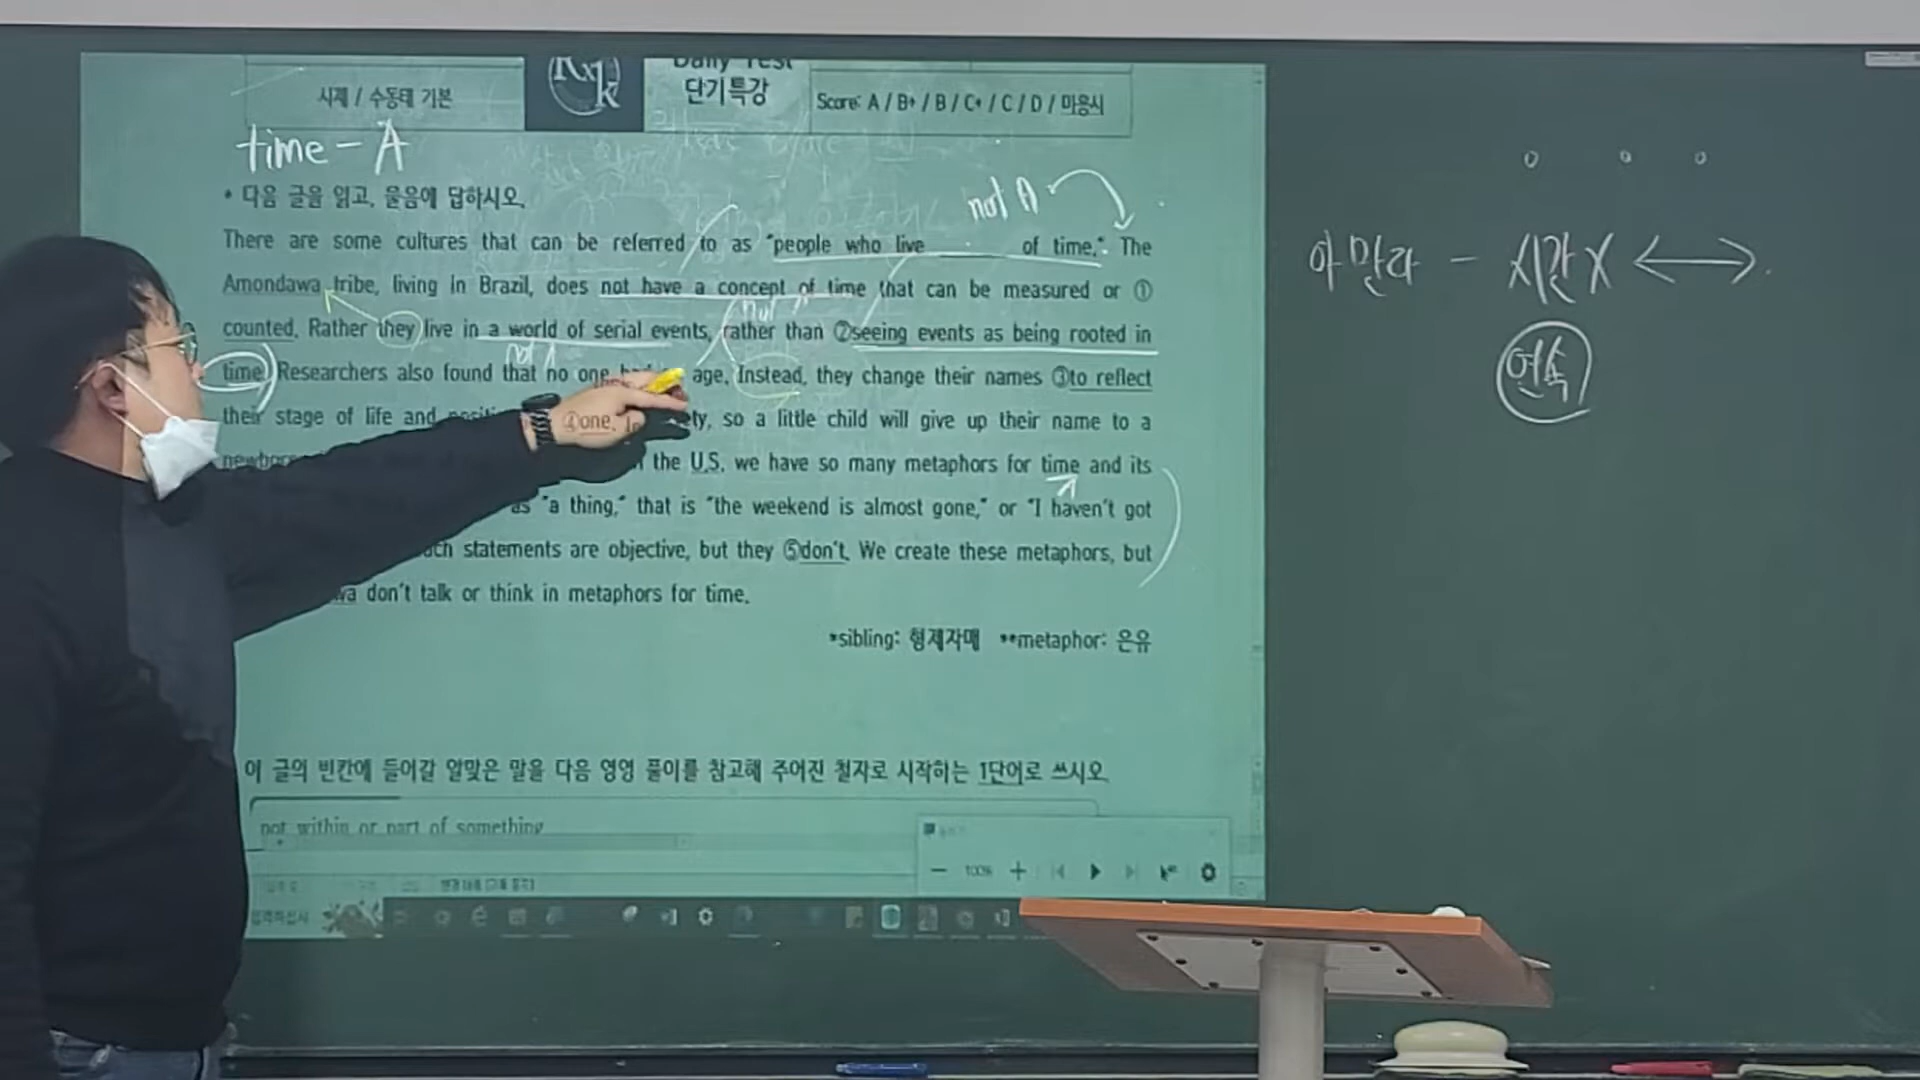 Daily Test
시제 / 수동태 기본
단기특강
Score: A / B+ / B / C+ / C / D / 미응시
time - A
* 다음 글을 읽고, 물음에 답하시오.
not A
There are some cultures that can be referred to as "people who live of time.". The
Amondawa tribe, living in Brazil, does not have a concept of time that can be measured or ①
not
counted. Rather they live in a world of serial events, rather than ②seeing events as being rooted in
not A
time. Researchers also found that no one age. Instead, they change their names ③to reflect
their stage of life and ④one. so a little child will give up their name to a
the U.S. we have so many metaphors for time and its
as "a thing," that is "the weekend is almost gone," or "I haven't got
statements are objective, but they ⑤don't. We create these metaphors, but
don't talk or think in metaphors for time.
*sibling: 형제자매 **metaphor: 은유
이 글의 빈칸에 들어갈 알맞은 말을 다음 영영 풀이를 참고해 주어진 철자로 시작하는 1단어로 쓰시오.
not within or part of something
100%
아만다 - 시간X
연속